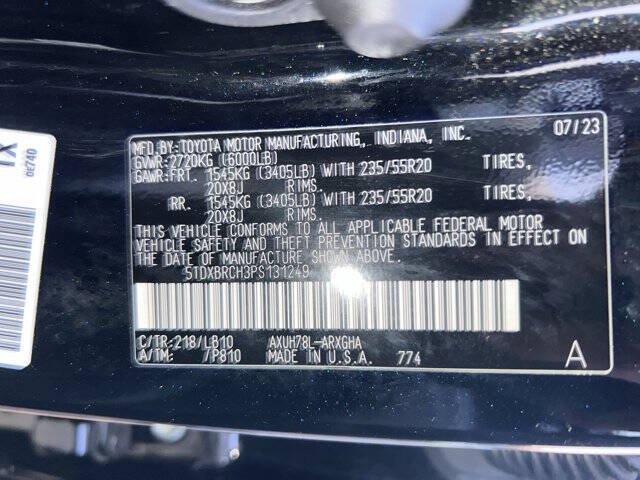 MFD.BY:TOYOTA MOTOR MANUFACTURING, INDIANA, INC. 07/23
GVWR:2720KG (6000LB)
GAWR:FRT. 1545KG (3405LB) WITH 235/55R20 TIRES,
20X8J RIMS.
RR. 1545KG (3405LB) WITH 235/55R20 TIRES,
20X8J RIMS.
THIS VEHICLE CONFORMS TO ALL APPLICABLE FEDERAL MOTOR
VEHICLE SAFETY AND THEFT PREVENTION STANDARDS IN EFFECT ON
THE DATE OF MANUFACTURE SHOWN ABOVE.
5TDXBRCH3PS131249
C/TR:218/LB10 AXUH78L-ARXGHA
A/TM: 7P810 MADE IN U.S.A. 774 A
0E740